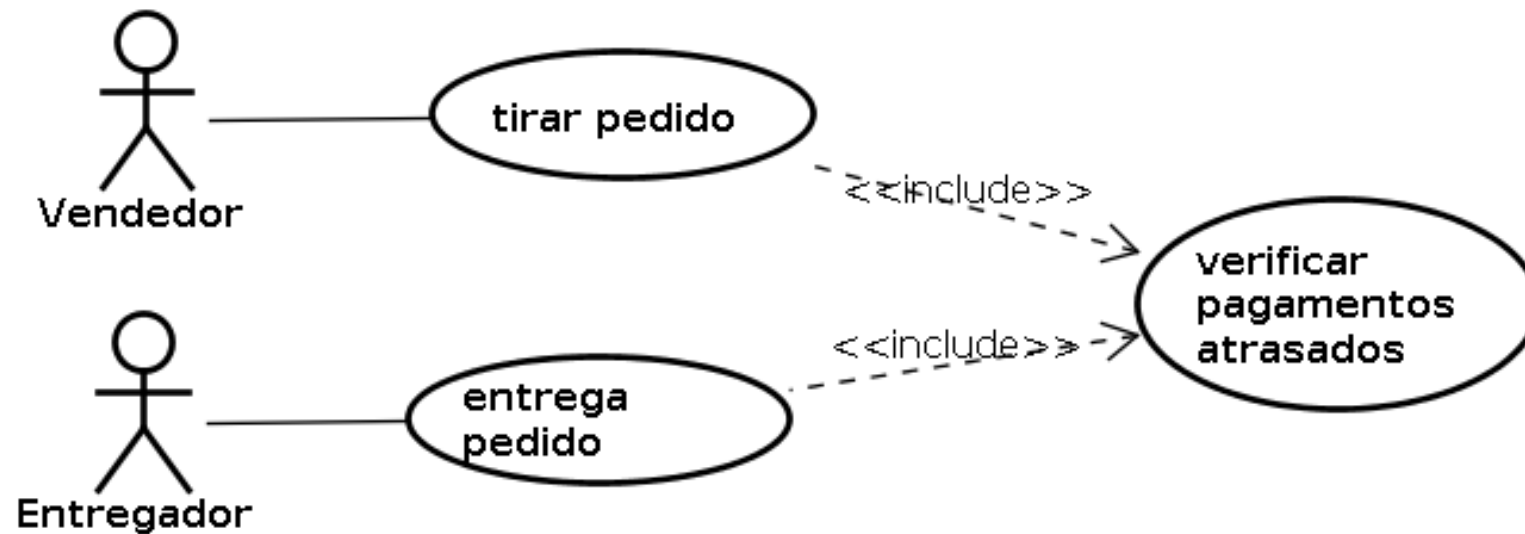 tirar pedido
<<include>>
Vendedor
verificar
pagamentos
atrasados
<<include>>
entrega
pedido
Entregador